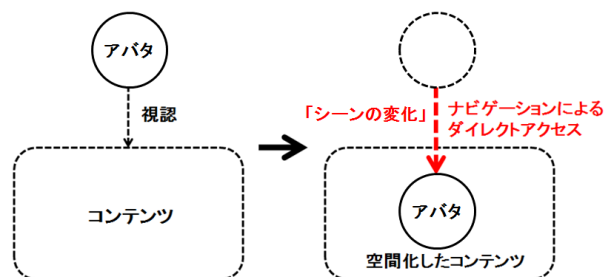 アバタ
視認
コンテンツ
「シーンの変化」
ナビゲーションによる
ダイレクトアクセス
アバタ
空間化したコンテンツ